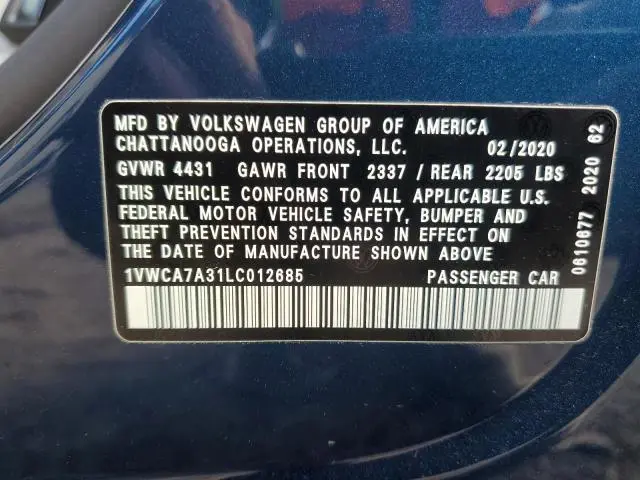 MFD BY VOLKSWAGEN GROUP OF AMERICA
CHATTANOOGA OPERATIONS, LLC. 02/2020
GVWR 4431 GAWR FRONT 2337 / REAR 2205 LBS
THIS VEHICLE CONFORMS TO ALL APPLICABLE U.S.
FEDERAL MOTOR VEHICLE SAFETY, BUMPER AND
THEFT PREVENTION STANDARDS IN EFFECT ON
THE DATE OF MANUFACTURE SHOWN ABOVE
1VWCA7A31LC012685 PASSENGER CAR
0610677 2020 62